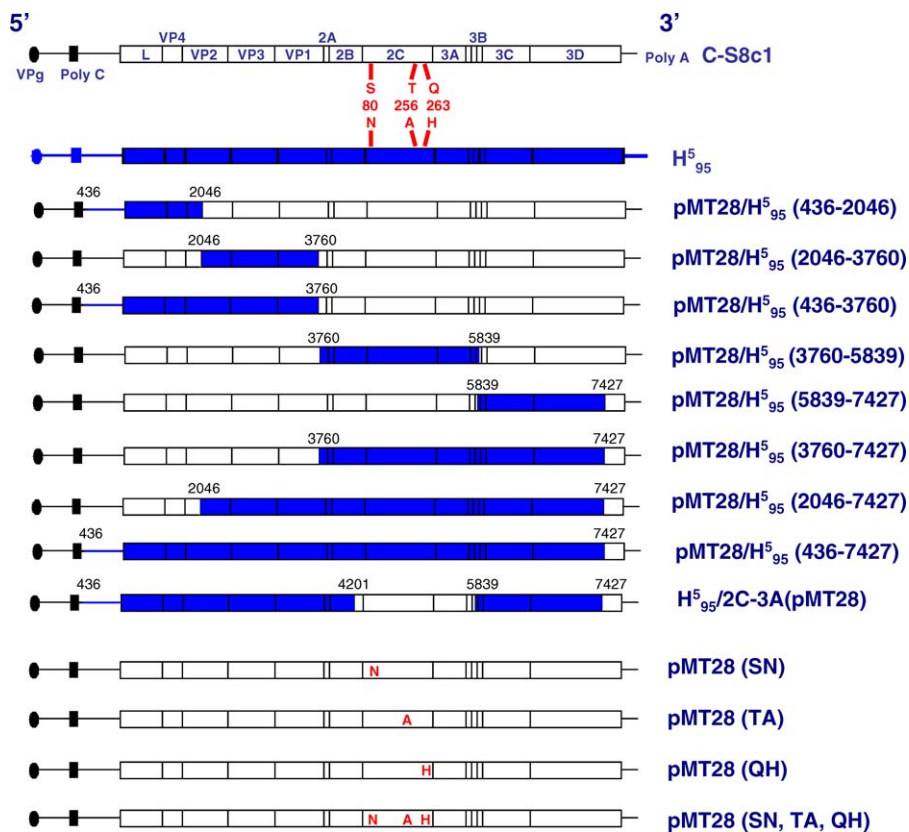 5' 3'
VP4 2A 3B
L VP2 VP3 VP1 2B 2C 3A 3C 3D
VPg Poly C Poly A C-S8c1
S T Q
80 256 263
N A H
H⁵₉₅
436 2046
pMT28/H⁵₉₅ (436-2046)
2046 3760
pMT28/H⁵₉₅ (2046-3760)
436 3760
pMT28/H⁵₉₅ (436-3760)
3760 5839
pMT28/H⁵₉₅ (3760-5839)
5839 7427
pMT28/H⁵₉₅ (5839-7427)
3760 7427
pMT28/H⁵₉₅ (3760-7427)
2046 7427
pMT28/H⁵₉₅ (2046-7427)
436 7427
pMT28/H⁵₉₅ (436-7427)
436 4201 5839 7427
H⁵₉₅/2C-3A(pMT28)
N pMT28 (SN)
A pMT28 (TA)
H pMT28 (QH)
N A H pMT28 (SN, TA, QH)